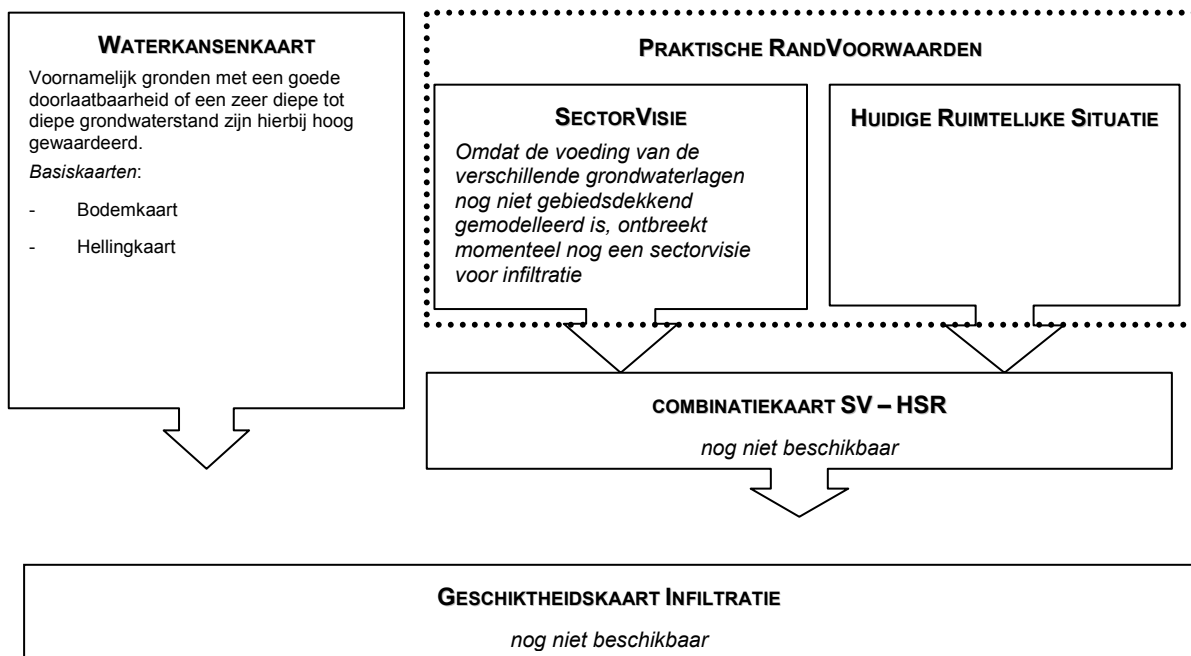 WATERKANSENKAART
Voornamelijk gronden met een goede
doorlaatbaarheid of een zeer diepe tot
diepe grondwaterstand zijn hierbij hoog
gewaardeerd.
Basiskaarten:
- Bodemkaart
- Hellingkaart
PRAKTISCHE RANDVOORWAARDEN
SECTORVISIE
Omdat de voeding van de
verschillende grondwaterlagen
nog niet gebiedsdekkend
gemodelleerd is, ontbreekt
momenteel nog een sectorvisie
voor infiltratie
HUIDIGE RUIMTELIJKE SITUATIE
COMBINATIEKAART SV – HSR
nog niet beschikbaar
GESCHIKTHEIDSKAART INFILTRATIE
nog niet beschikbaar